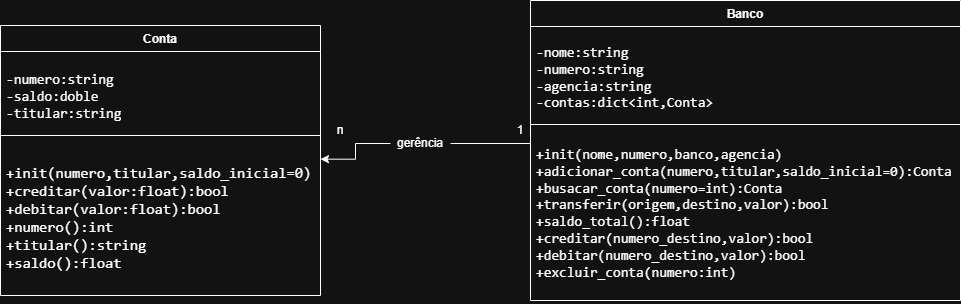 Conta
-numero:string
-saldo:doble
-titular:string
+init(numero,titular,saldo_inicial=0)
+creditar(valor:float):bool
+debitar(valor:float):bool
+numero():int
+titular():string
+saldo():float
n
gerência
1
Banco
-nome:string
-numero:string
-agencia:string
-contas:dict<int,Conta>
+init(nome,numero,banco,agencia)
+adicionar_conta(numero,titular,saldo_inicial=0):Conta
+busacar_conta(numero=int):Conta
+transferir(origem,destino,valor):bool
+saldo_total():float
+creditar(numero_destino,valor):bool
+debitar(numero_destino,valor):bool
+excluir_conta(numero:int)